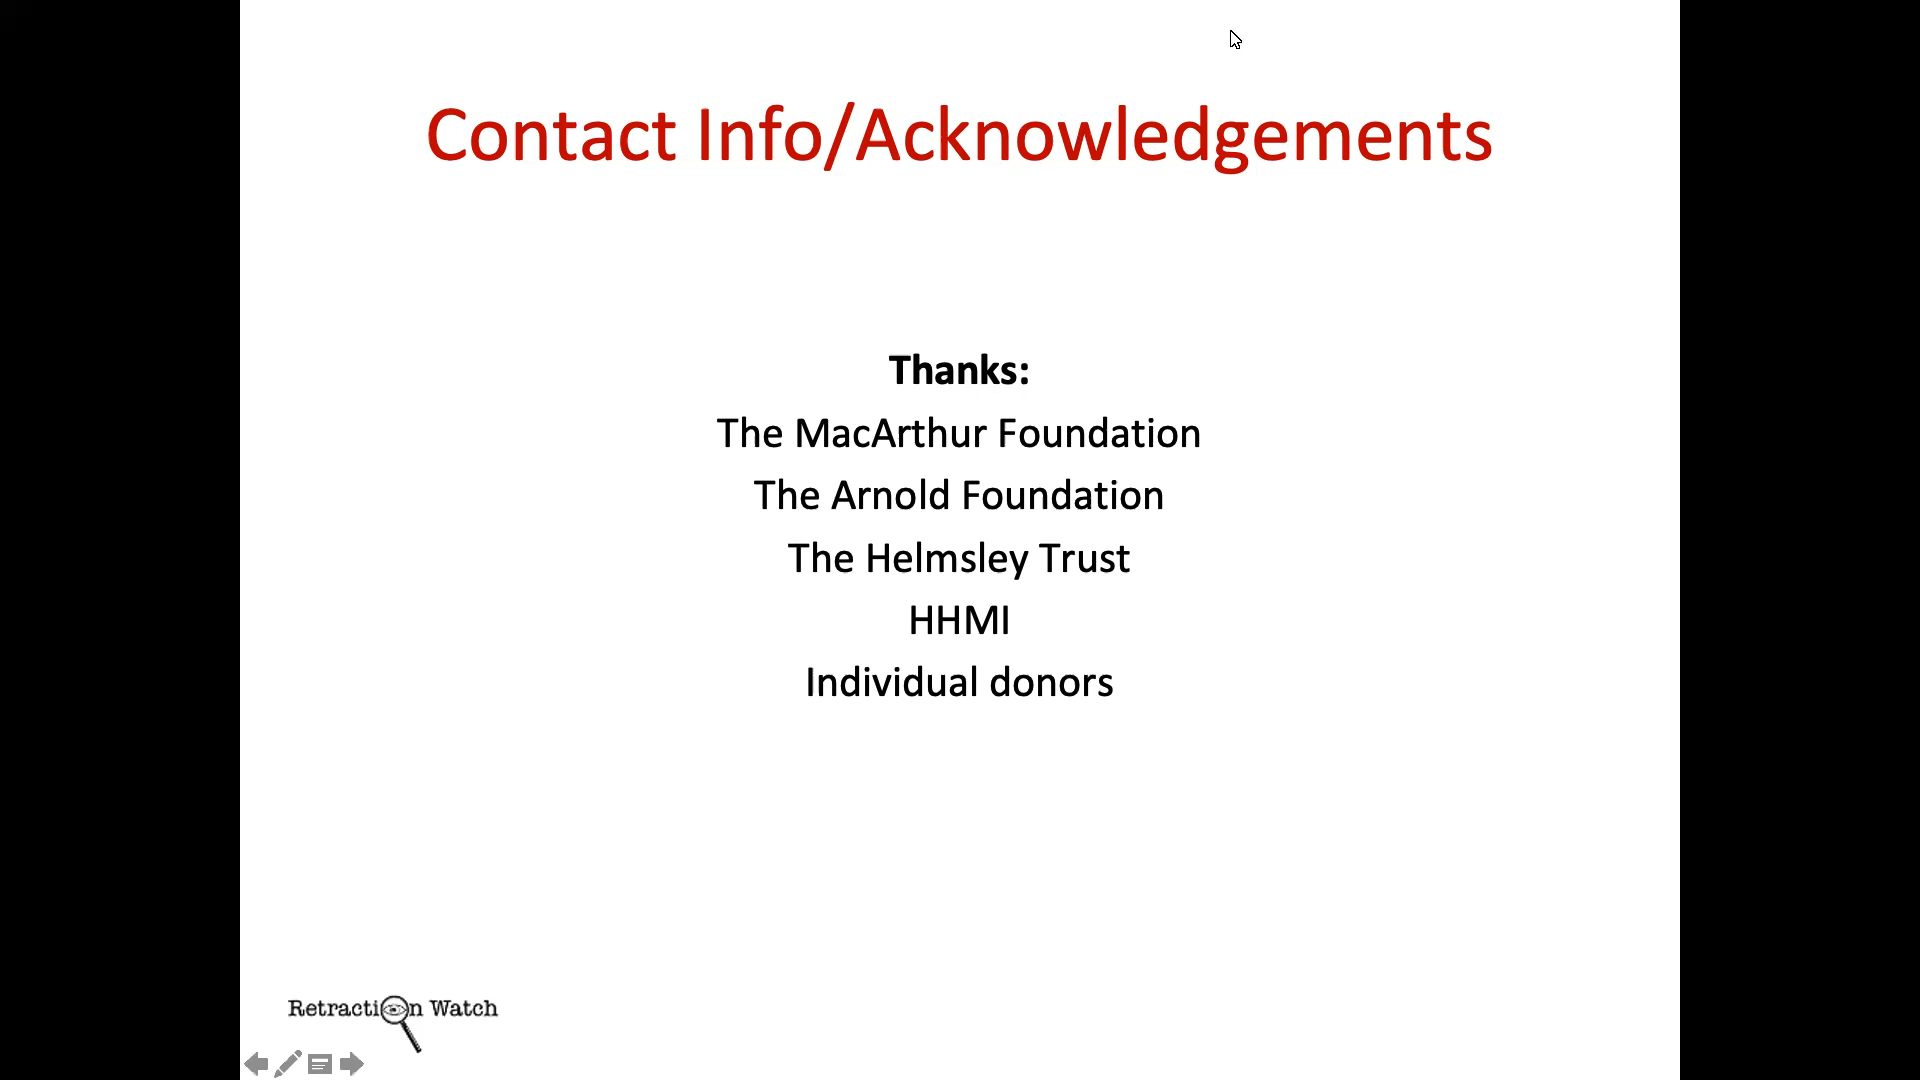 Contact Info/Acknowledgements
Thanks:
The MacArthur Foundation
The Arnold Foundation
The Helmsley Trust
HHMI
Individual donors
Retraction Watch